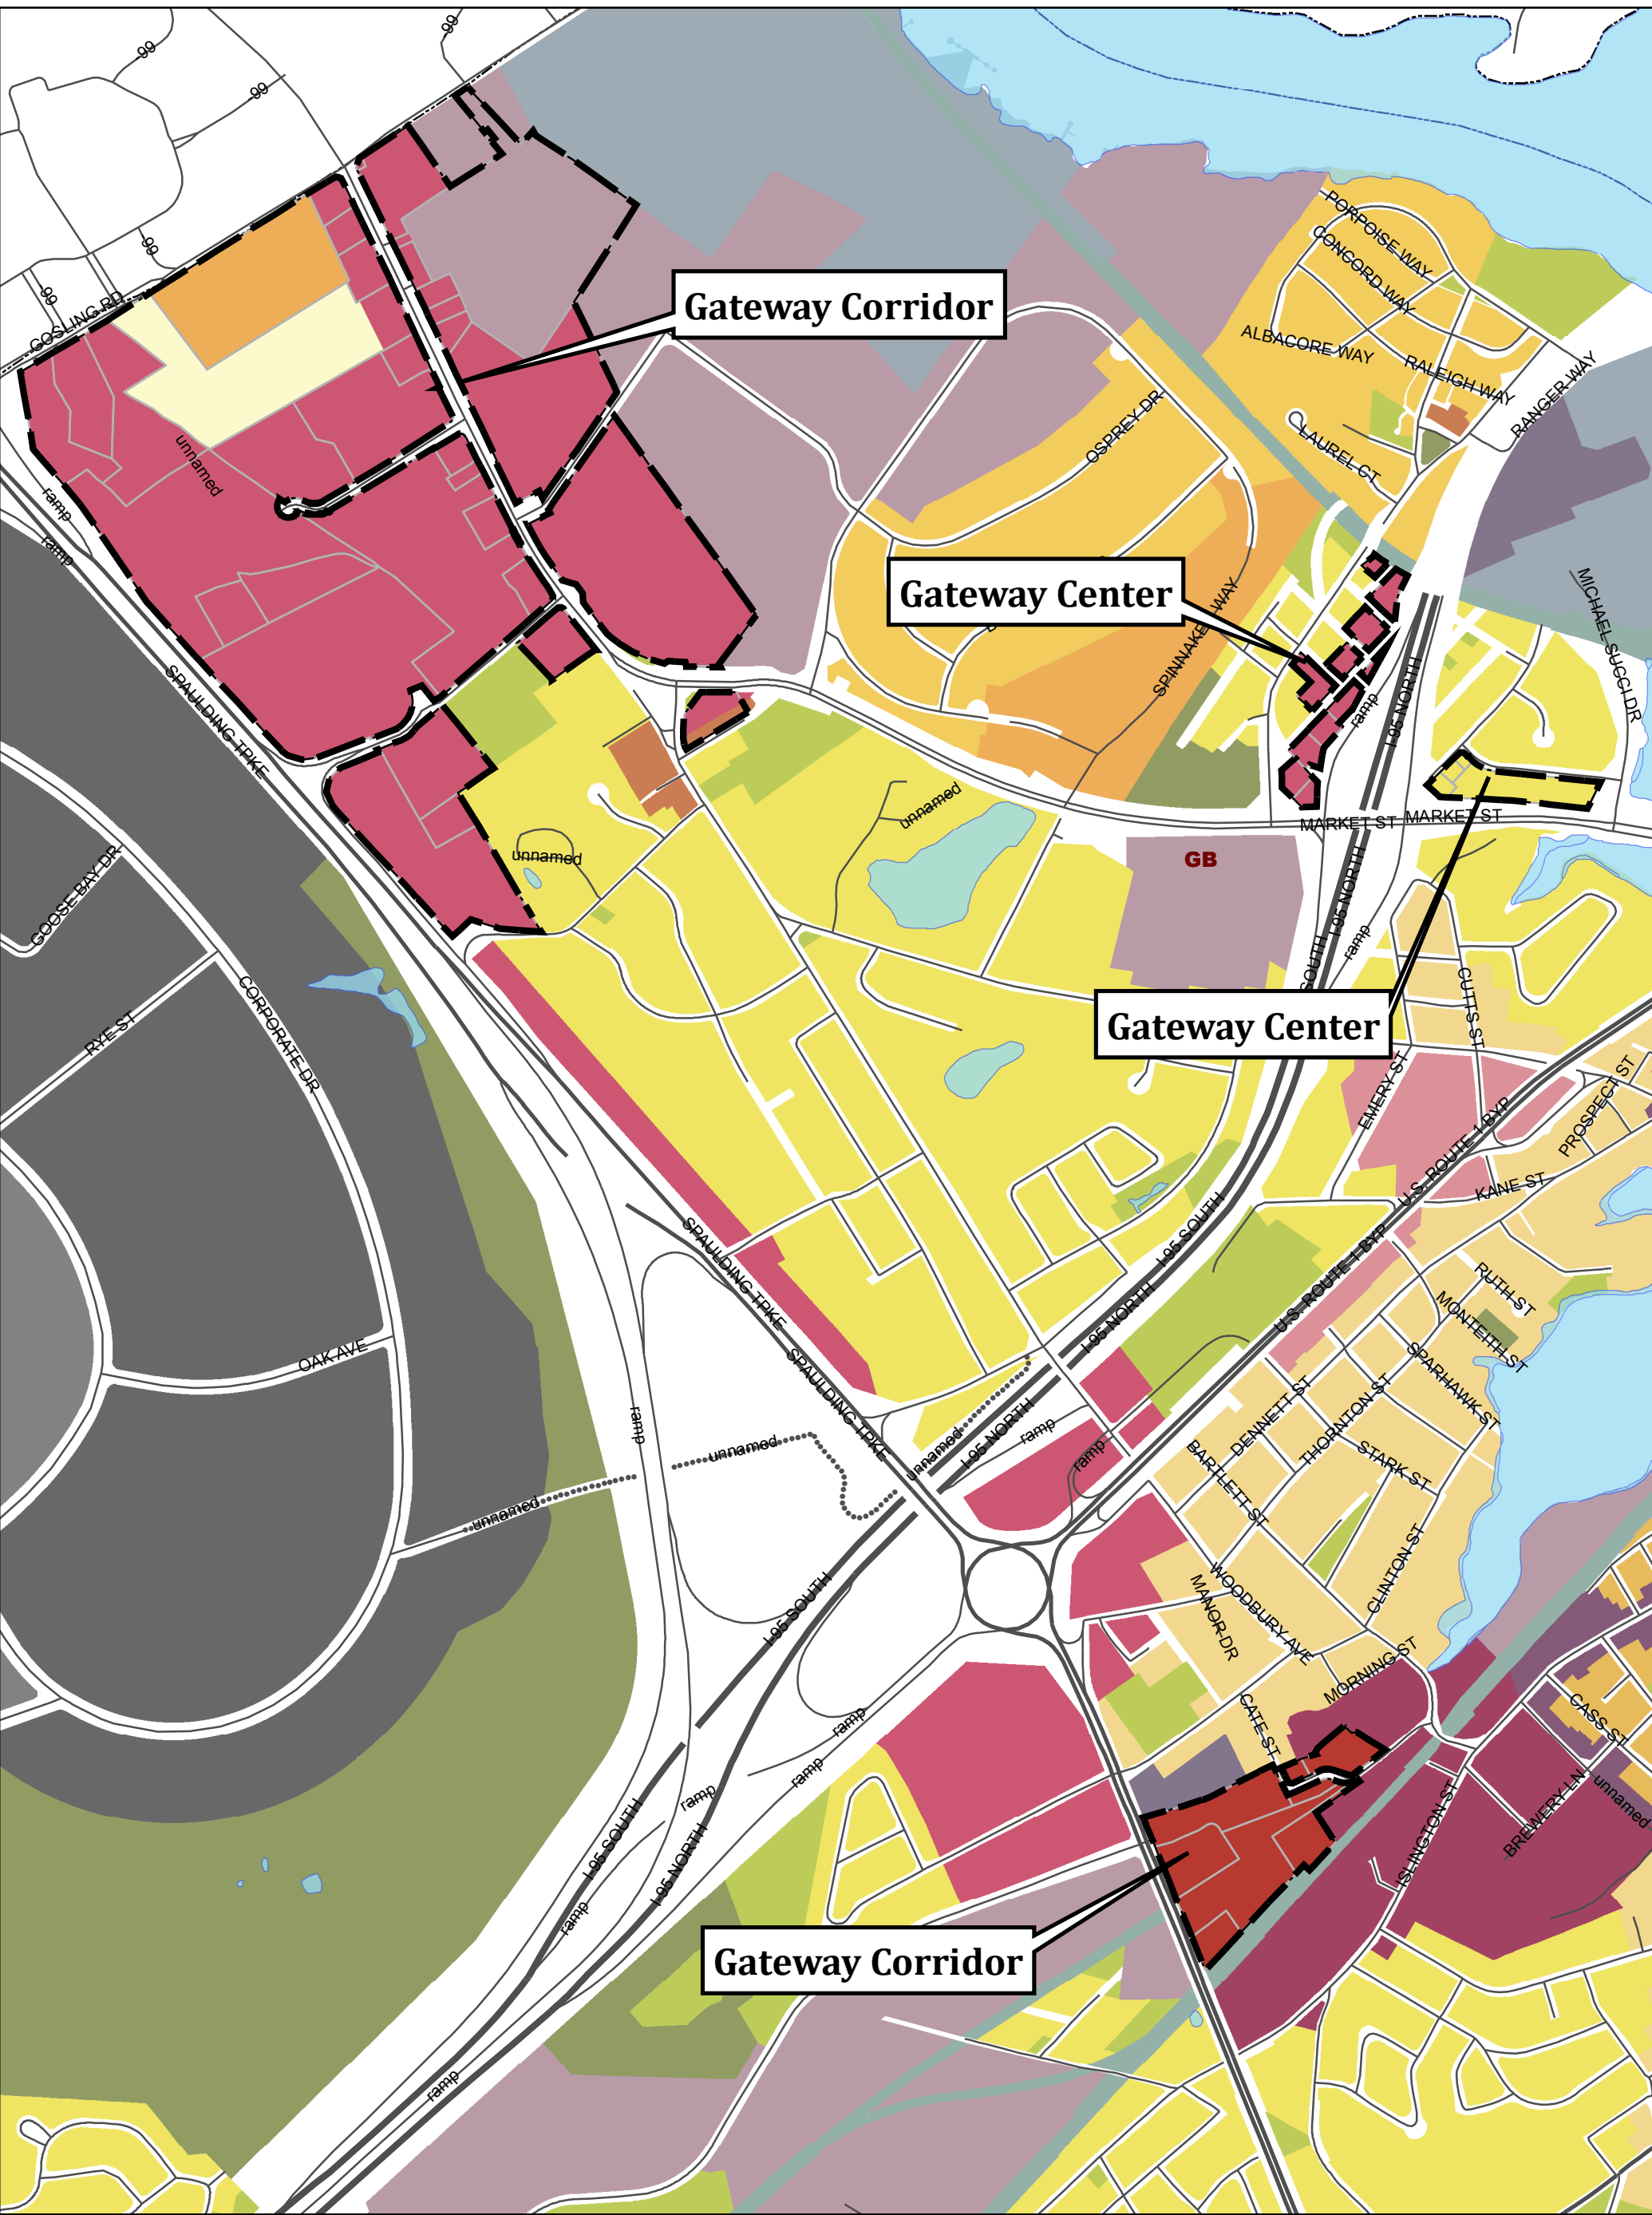 -99
-99
-99
-99
-99
GOSLING RD
PORPOISE WAY
CONCORD WAY
ALBACORE WAY
RALEIGH WAY
RANGER WAY
Gateway Corridor
OSPREY DR
LAUREL CT
unnamed
ramp
ramp
Gateway Center
SPINNAKER WAY
MICHAEL SUCCI DR
ramp
I-95 NORTH
SPAULDING TPKE
unnamed
MARKET ST
MARKET ST
unnamed
GB
GOOSE BAY DR
I-95 NORTH
ramp
SOUTH
CORPORATE DR
RYE ST
CUTTS ST
Gateway Center
EMERY ST
PROSPECT ST
U.S. ROUTE 1 BYP
KANE ST
I-95 SOUTH
SPAULDING TPKE
U.S. ROUTE 1 BYP
I-95 NORTH
RUTH ST
MONTEITH ST
SPARHAWK ST
OAK AVE
SPAULDING TPKE
DENNETT ST
THORNTON ST
ramp
unnamed
unnamed
I-95 NORTH
ramp
ramp
BARTLETT ST
STARK ST
unnamed
I-95 SOUTH
WOODBURY AVE
MANOR DR
CLINTON ST
MORNING ST
CATE ST
CASS ST
ramp
ramp
ramp
I-95 SOUTH
I-95 NORTH
ramp
ISLINGTON ST
BREWERY LN
unnamed
Gateway Corridor
ramp